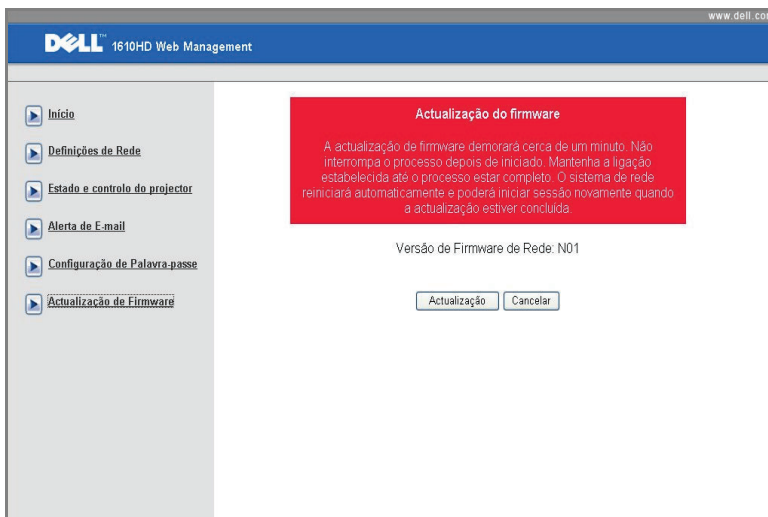 www.dell.com
DELL™ 1610HD Web Management
Início
Definições de Rede
Estado e controlo do projector
Alerta de E-mail
Configuração de Palavra-passe
Actualização de Firmware
Actualização do firmware
A actualização de firmware demorará cerca de um minuto. Não
interrompa o processo depois de iniciado. Mantenha a ligação
estabelecida até o processo estar completo. O sistema de rede
reiniciará automaticamente e poderá iniciar sessão novamente quando
a actualização estiver concluída.
Versão de Firmware de Rede: N01
Actualização Cancelar